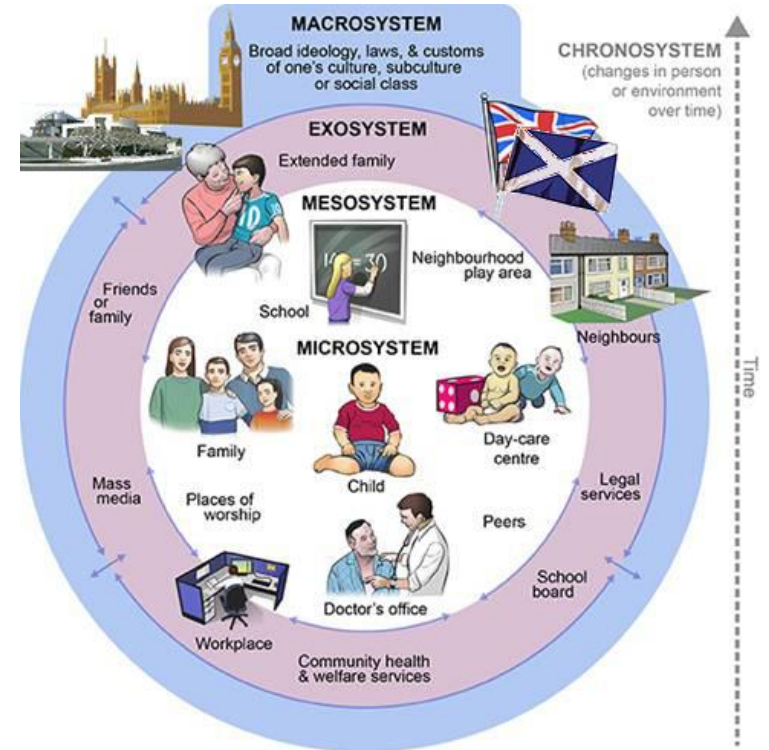 MACROSYSTEM
Broad ideology, laws, & customs
of one's culture, subculture
or social class
CHRONOSYSTEM
(changes in person
or environment
over time)
EXOSYSTEM
Extended family
MESOSYSTEM
Neighbourhood
play area
School
Friends
or
family
Neighbours
MICROSYSTEM
Time
Family
Child
Day-care
centre
Mass
media
Places of
worship
Legal
services
Peers
School
board
Doctor's office
Workplace
Community health
& welfare services